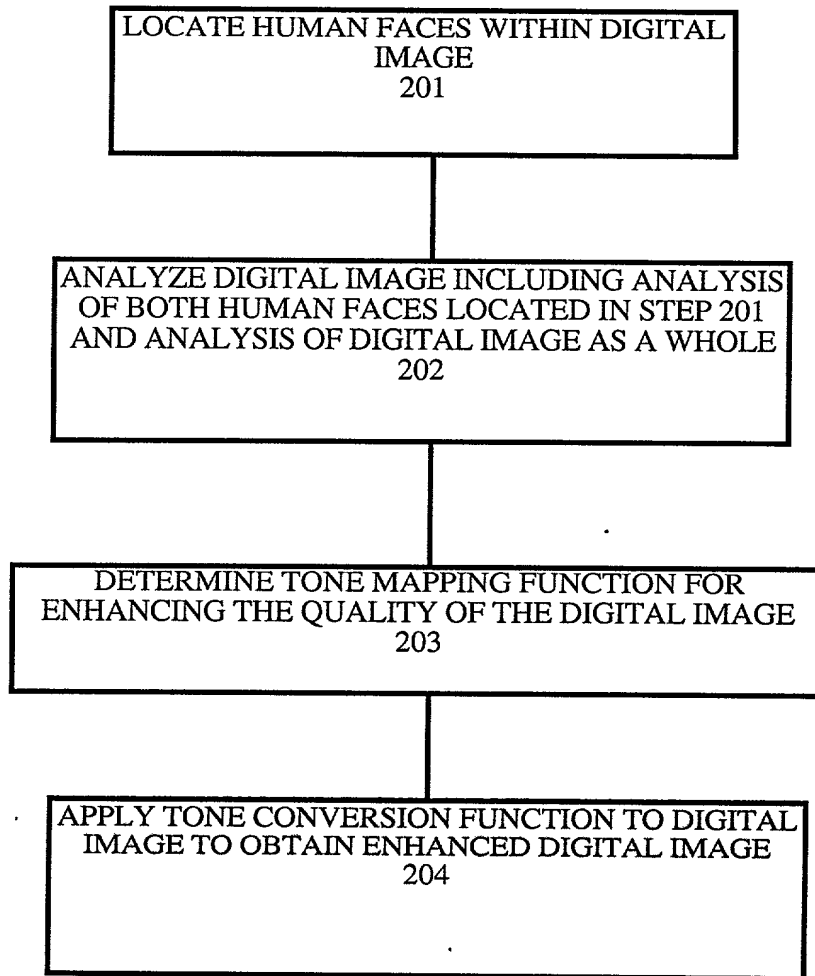 LOCATE HUMAN FACES WITHIN DIGITAL
IMAGE
201
ANALYZE DIGITAL IMAGE INCLUDING ANALYSIS
OF BOTH HUMAN FACES LOCATED IN STEP 201
AND ANALYSIS OF DIGITAL IMAGE AS A WHOLE
202
DETERMINE TONE MAPPING FUNCTION FOR
ENHANCING THE QUALITY OF THE DIGITAL IMAGE
203
APPLY TONE CONVERSION FUNCTION TO DIGITAL
IMAGE TO OBTAIN ENHANCED DIGITAL IMAGE
204